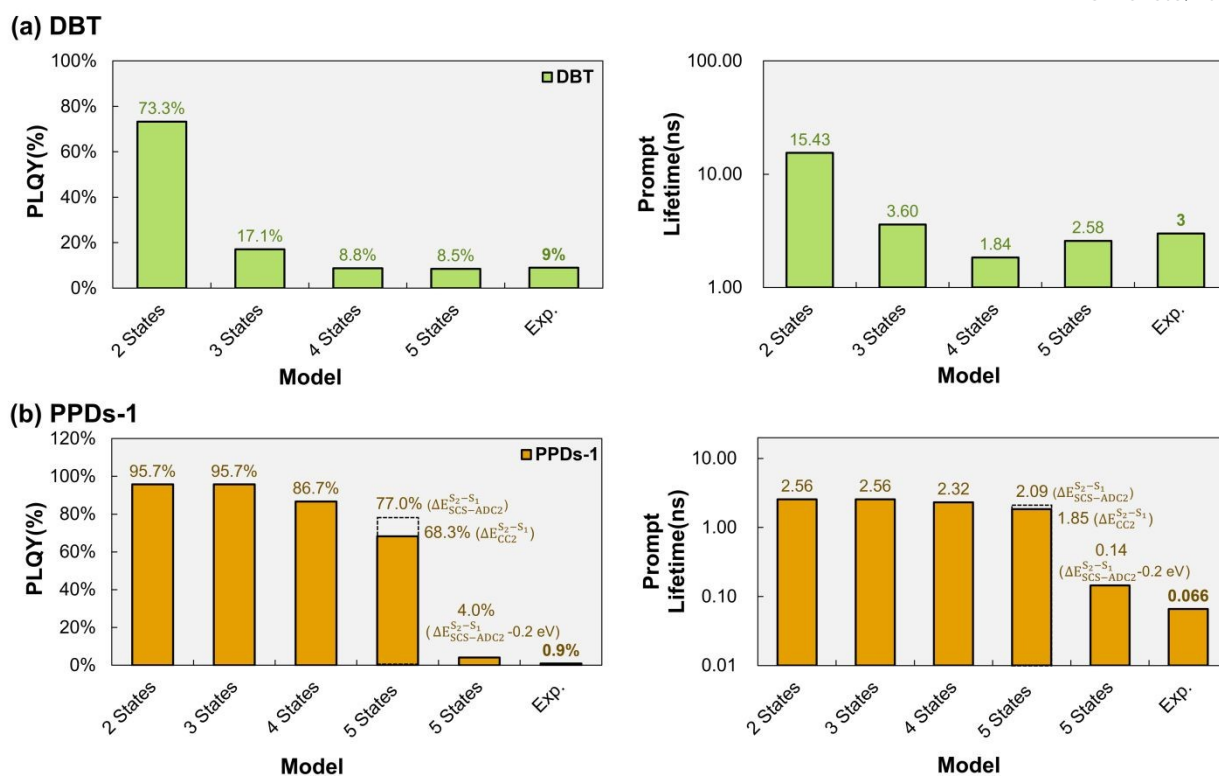 (a) DBT
100%
80%
60%
40%
20%
0%
PLQY(%)
DBT
73.3%
17.1%
8.8%
8.5%
9%
2 States
3 States
4 States
5 States
Exp.
Model
100.00
10.00
1.00
Prompt
Lifetime(ns)
15.43
3.60
1.84
2.58
3
2 States
3 States
4 States
5 States
Exp.
Model
(b) PPDs-1
120%
100%
80%
60%
40%
20%
0%
PLQY(%)
PPDs-1
95.7%
95.7%
86.7%
77.0% (ΔE^{S₂−S₁}_{SCS−ADC2})
68.3% (ΔE^{S₂−S₁}_{CC2})
4.0%
(ΔE^{S₂−S₁}_{SCS−ADC2}-0.2 eV)
0.9%
2 States
3 States
4 States
5 States
5 States
Exp.
Model
10.00
1.00
0.10
0.01
Prompt
Lifetime(ns)
2.56
2.56
2.32
2.09 (ΔE^{S₂−S₁}_{SCS−ADC2})
1.85 (ΔE^{S₂−S₁}_{CC2})
0.14
(ΔE^{S₂−S₁}_{SCS−ADC2}-0.2 eV)
0.066
2 States
3 States
4 States
5 States
5 States
Exp.
Model